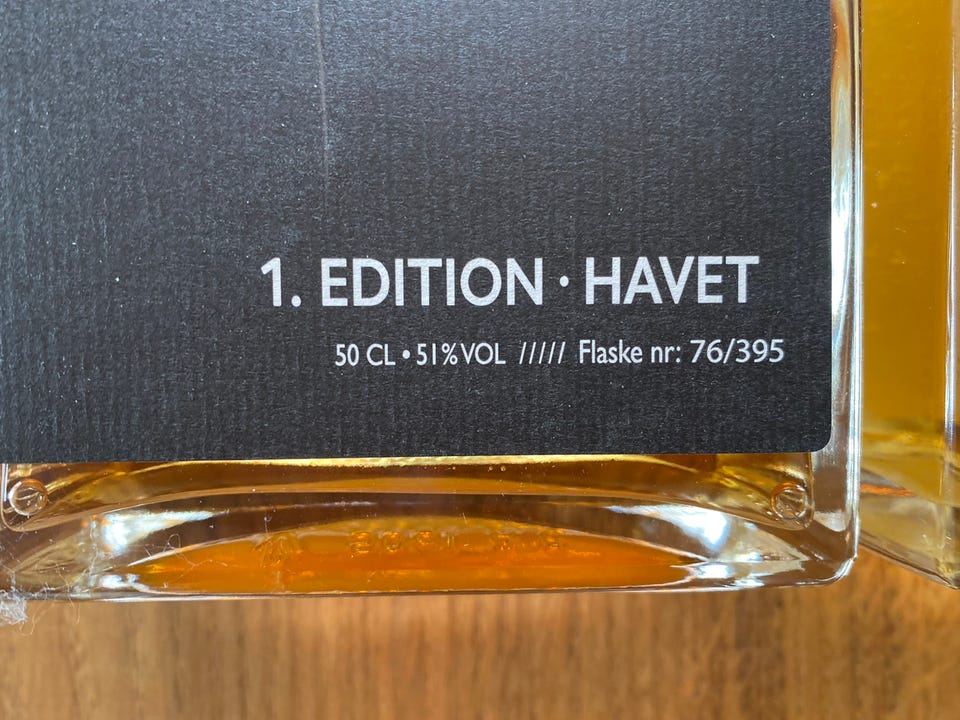 1. EDITION · HAVET
50 CL • 51% VOL ///// Flaske nr: 76/395